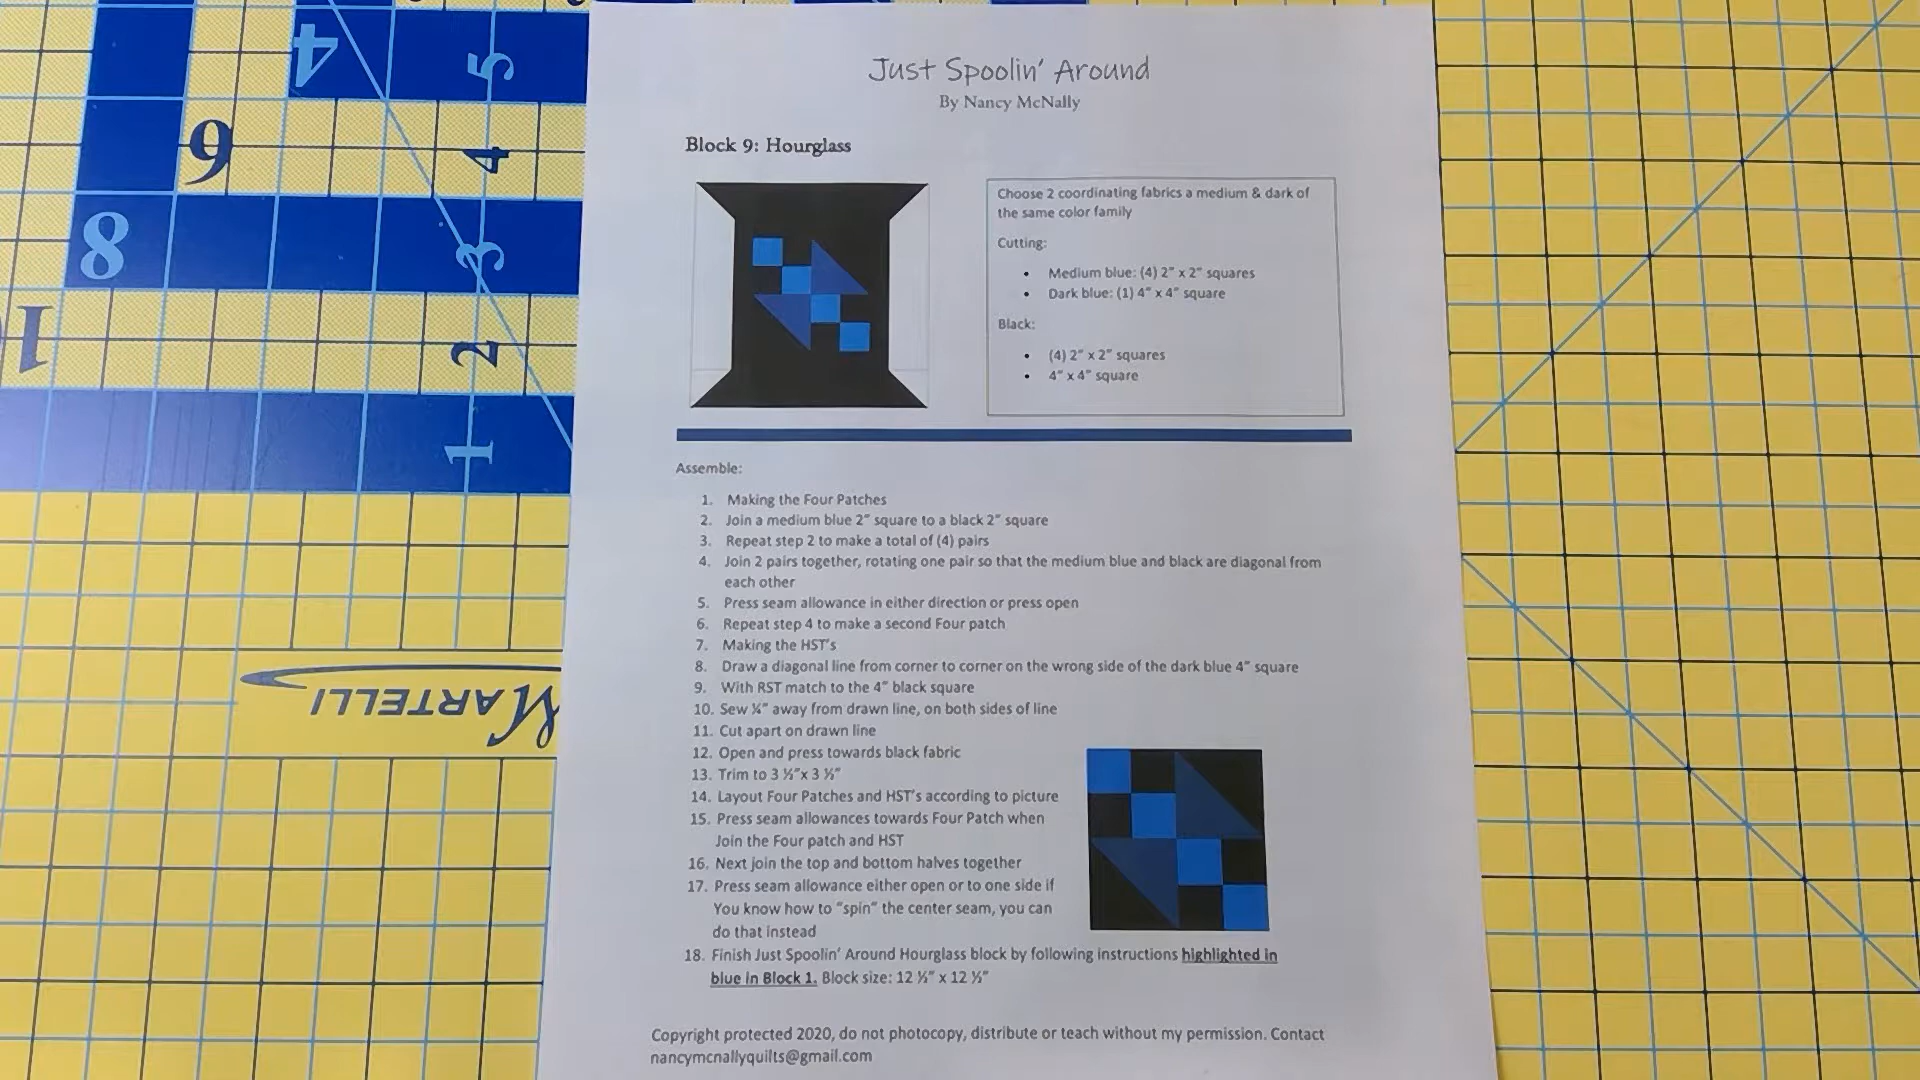 Just Spoolin' Around
By Nancy McNally
Block 9: Hourglass
Choose 2 coordinating fabrics a medium & dark of
the same color family
Cutting:
• Medium blue: (4) 2" x 2" squares
• Dark blue: (1) 4" x 4" square
Black:
• (4) 2" x 2" squares
• 4" x 4" square
Assemble:
1. Making the Four Patches
2. Join a medium blue 2" square to a black 2" square
3. Repeat step 2 to make a total of (4) pairs
4. Join 2 pairs together, rotating one pair so that the medium blue and black are diagonal from
each other
5. Press seam allowance in either direction or press open
6. Repeat step 4 to make a second Four patch
7. Making the HST's
8. Draw a diagonal line from corner to corner on the wrong side of the dark blue 4" square
9. With RST match to the 4" black square
10. Sew ¼" away from drawn line, on both sides of line
11. Cut apart on drawn line
12. Open and press towards black fabric
13. Trim to 3 ½"x 3 ½"
14. Layout Four Patches and HST's according to picture
15. Press seam allowances towards Four Patch when
Join the Four patch and HST
16. Next join the top and bottom halves together
17. Press seam allowance either open or to one side if
You know how to "spin" the center seam, you can
do that instead
18. Finish Just Spoolin' Around Hourglass block by following instructions highlighted in
blue in Block 1. Block size: 12 ½" x 12 ½"
Copyright protected 2020, do not photocopy, distribute or teach without my permission. Contact
nancymcnallyquilts@gmail.com
4
5
9
4
8
3
10
2
1
MARTELLI